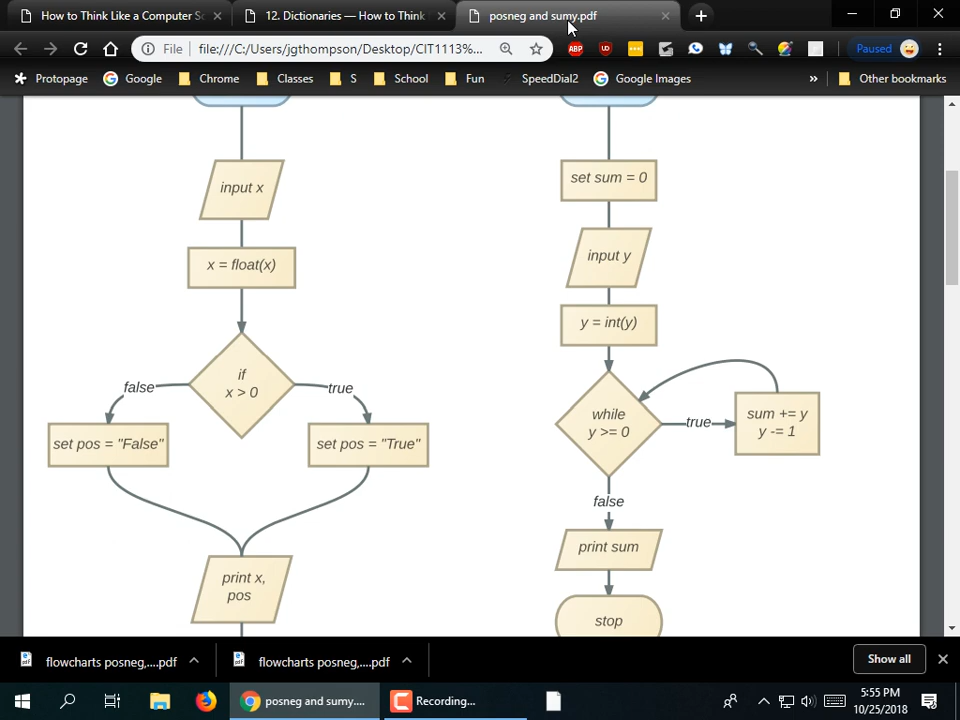 How to Think Like a Computer Sc
12. Dictionaries — How to Think
posneg and sumy.pdf
File
file:///C:/Users/jgthompson/Desktop/CIT1113%...
ABP
Paused
Protopage
Google
Chrome
Classes
S
School
Fun
SpeedDial2
Google Images
»
Other bookmarks
input x
x = float(x)
if
x > 0
false
true
set pos = "False"
set pos = "True"
print x,
pos
set sum = 0
input y
y = int(y)
while
y >= 0
true
sum += y
y -= 1
false
print sum
stop
flowcharts posneg,....pdf
flowcharts posneg,....pdf
Show all
posneg and sumy....
Recording...
5:55 PM
10/25/2018